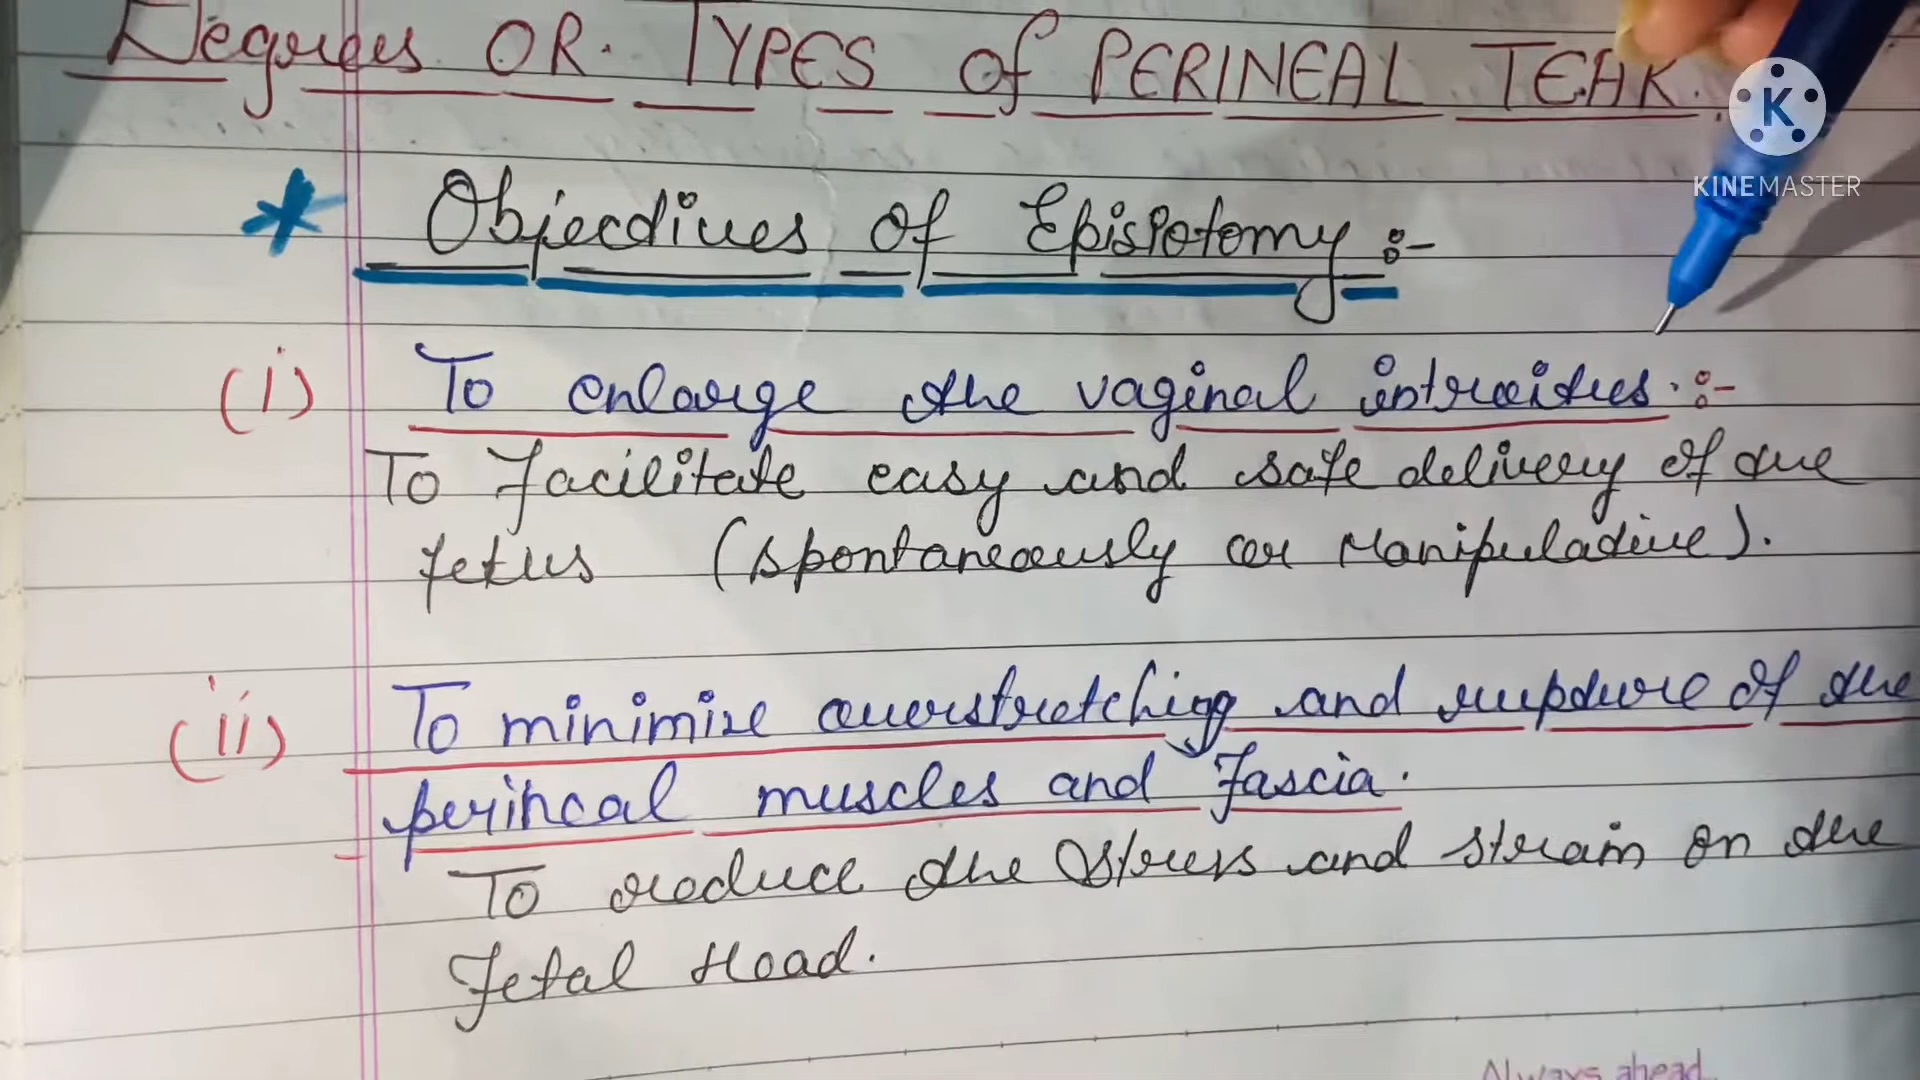 Degrees OR. TYPES of PERINEAL TEAR.
K
KINEMASTER
* Objectives of Episiotomy :-
(i) To enlarge the vaginal introitus. :-
To Facilitate easy and safe delivery of the
fetus (spontaneously or Manipulative).
(ii) To minimize overstretching and rupture of the
perineal muscles and Fascia.
To reduce the stress and strain on the
Fetal Head.
Always ahead.